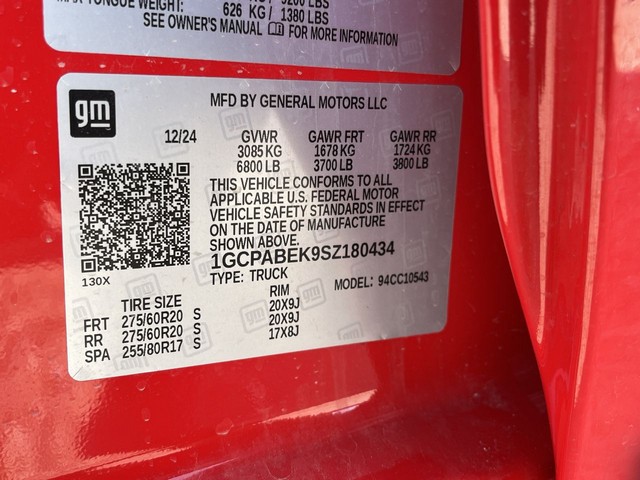 MAX TONGUE WEIGHT:
626 KG / 1380 LBS
SEE OWNER'S MANUAL FOR MORE INFORMATION
gm
MFD BY GENERAL MOTORS LLC
12/24 GVWR GAWR FRT GAWR RR
3085 KG 1678 KG 1724 KG
6800 LB 3700 LB 3800 LB
THIS VEHICLE CONFORMS TO ALL
APPLICABLE U.S. FEDERAL MOTOR
VEHICLE SAFETY STANDARDS IN EFFECT
ON THE DATE OF MANUFACTURE
SHOWN ABOVE.
1GCPABEK9SZ180434
TYPE: TRUCK MODEL: 94CC10543
130X
TIRE SIZE RIM
FRT 275/60R20 S 20X9J
RR 275/60R20 S 20X9J
SPA 255/80R17 S 17X8J